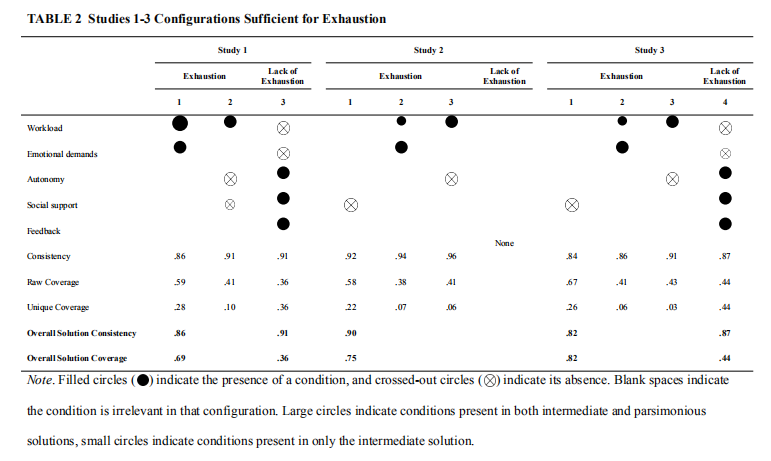 TABLE 2 Studies 1-3 Configurations Sufficient for Exhaustion
Study 1 Study 2 Study 3
Exhaustion Lack of Exhaustion Exhaustion Lack of Exhaustion Exhaustion Lack of Exhaustion
1 2 3 1 2 3 1 2 3 4
Workload
Emotional demands
Autonomy
Social support
Feedback
None
Consistency .86 .91 .91 .92 .94 .96 .84 .86 .91 .87
Raw Coverage .59 .41 .36 .58 .38 .41 .67 .41 .43 .44
Unique Coverage .28 .10 .36 .22 .07 .06 .26 .06 .03 .44
Overall Solution Consistency .86 .91 .90 .82 .87
Overall Solution Coverage .69 .36 .75 .82 .44
Note. Filled circles (●) indicate the presence of a condition, and crossed-out circles (⊗) indicate its absence. Blank spaces indicate
the condition is irrelevant in that configuration. Large circles indicate conditions present in both intermediate and parsimonious
solutions, small circles indicate conditions present in only the intermediate solution.